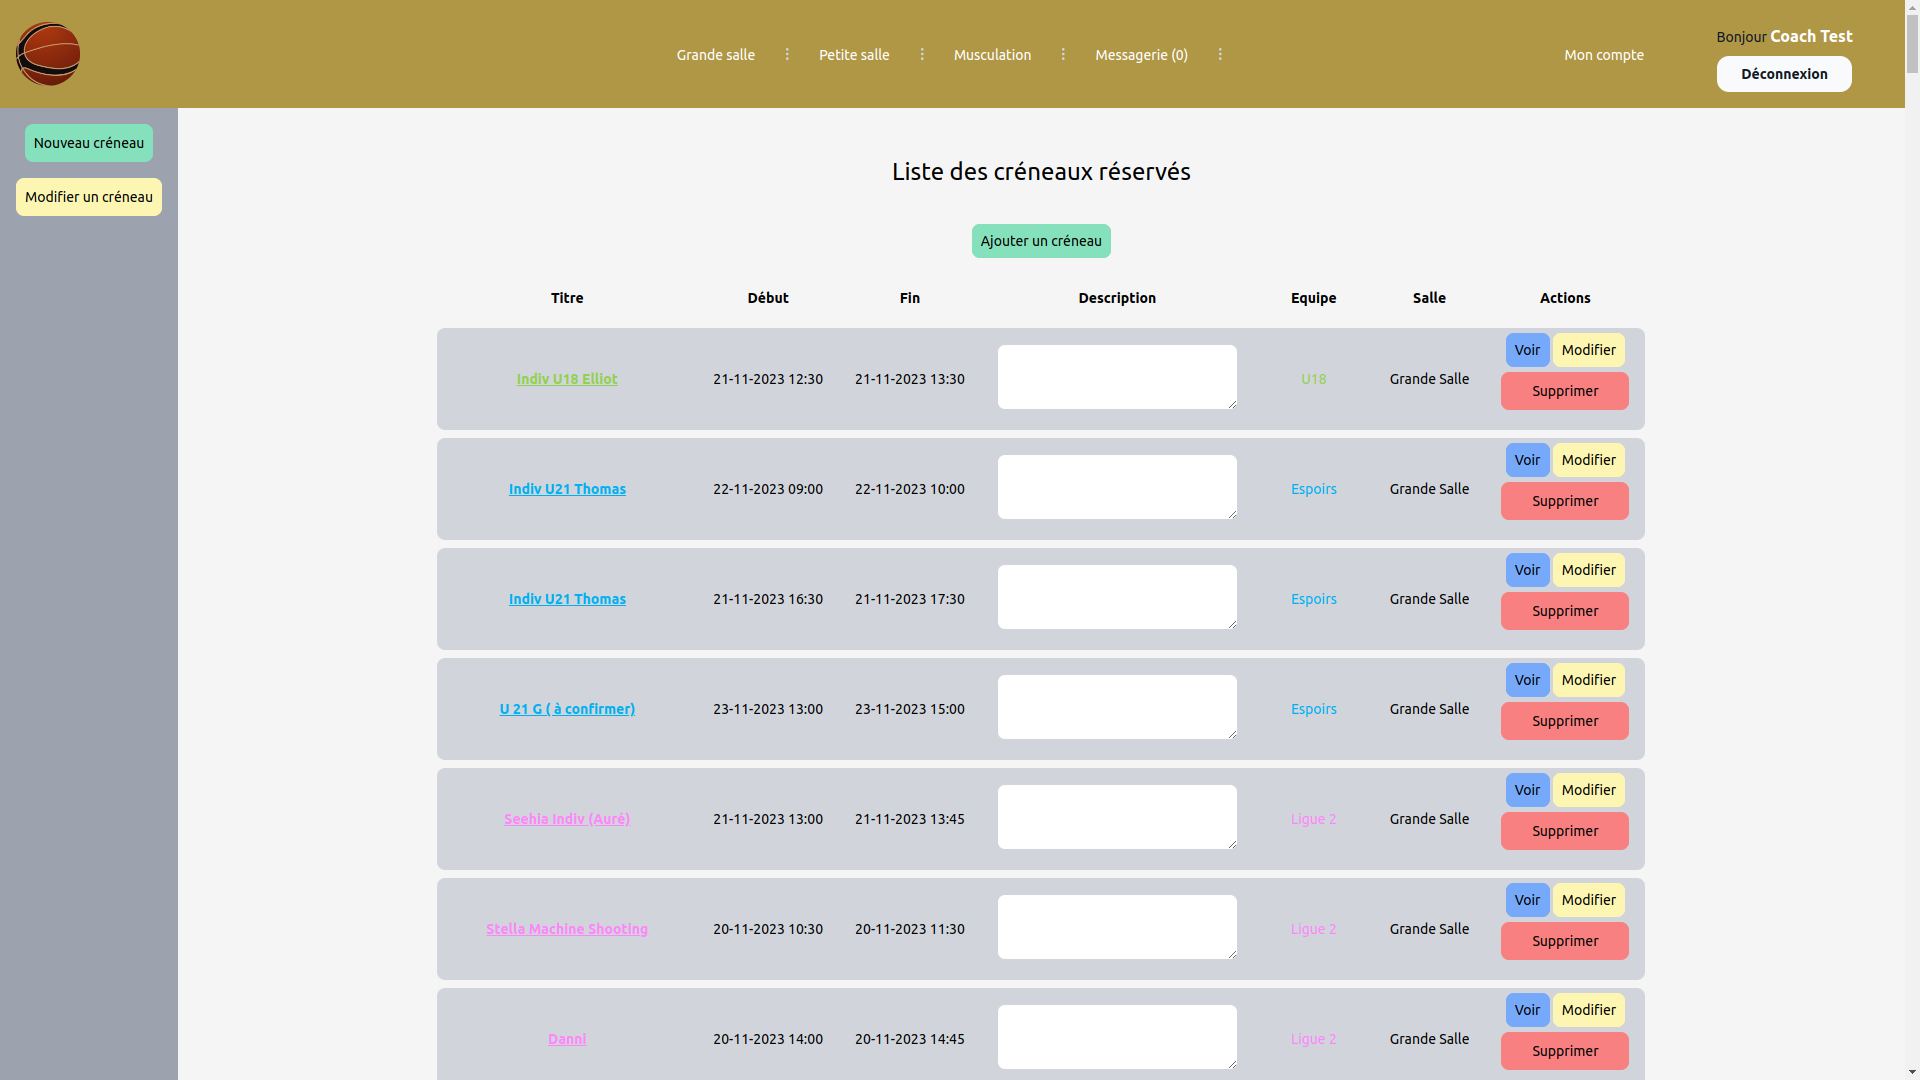 Grande salle ⋮ Petite salle ⋮ Musculation ⋮ Messagerie (0) ⋮ Mon compte
Bonjour Coach Test
Déconnexion
Nouveau créneau
Modifier un créneau
Liste des créneaux réservés
Ajouter un créneau
Titre Début Fin Description Equipe Salle Actions
Indiv U18 Elliot 21-11-2023 12:30 21-11-2023 13:30 U18 Grande Salle Voir Modifier
Supprimer
Indiv U21 Thomas 22-11-2023 09:00 22-11-2023 10:00 Espoirs Grande Salle Voir Modifier
Supprimer
Indiv U21 Thomas 21-11-2023 16:30 21-11-2023 17:30 Espoirs Grande Salle Voir Modifier
Supprimer
U 21 G ( à confirmer) 23-11-2023 13:00 23-11-2023 15:00 Espoirs Grande Salle Voir Modifier
Supprimer
Seehia Indiv (Auré) 21-11-2023 13:00 21-11-2023 13:45 Ligue 2 Grande Salle Voir Modifier
Supprimer
Stella Machine Shooting 20-11-2023 10:30 20-11-2023 11:30 Ligue 2 Grande Salle Voir Modifier
Supprimer
Danni 20-11-2023 14:00 20-11-2023 14:45 Ligue 2 Grande Salle Voir Modifier
Supprimer